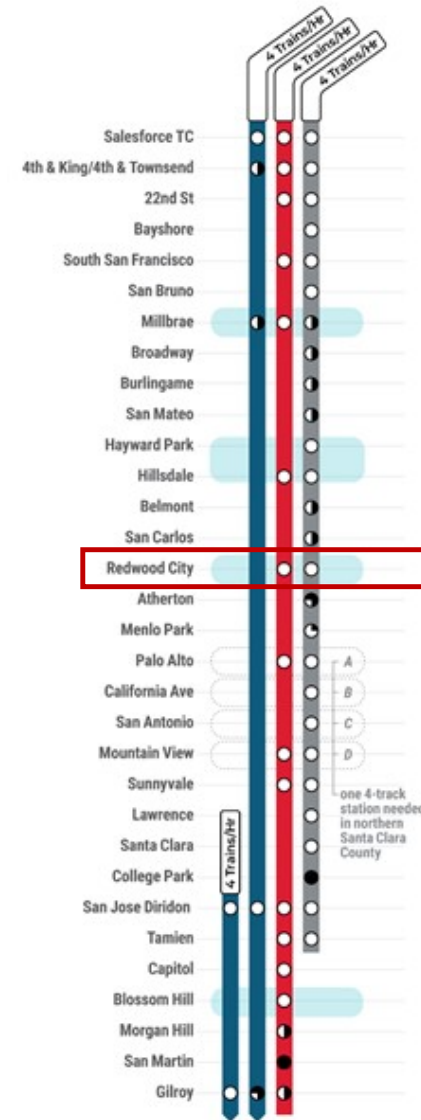 4 Trains/Hr
4 Trains/Hr
4 Trains/Hr
Salesforce TC
4th & King/4th & Townsend
22nd St
Bayshore
South San Francisco
San Bruno
Millbrae
Broadway
Burlingame
San Mateo
Hayward Park
Hillsdale
Belmont
San Carlos
Redwood City
Atherton
Menlo Park
Palo Alto
A
California Ave
B
San Antonio
C
Mountain View
D
Sunnyvale
one 4-track
station needed
in northern
Santa Clara
County
Lawrence
Santa Clara
College Park
4 Trains/Hr
San Jose Diridon
Tamien
Capitol
Blossom Hill
Morgan Hill
San Martin
Gilroy